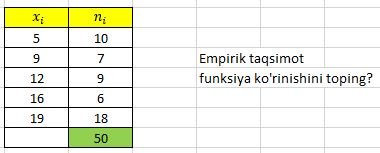 xᵢ nᵢ
5 10
9 7
12 9
16 6
19 18
50
Empirik taqsimot
funksiya ko'rinishini toping?